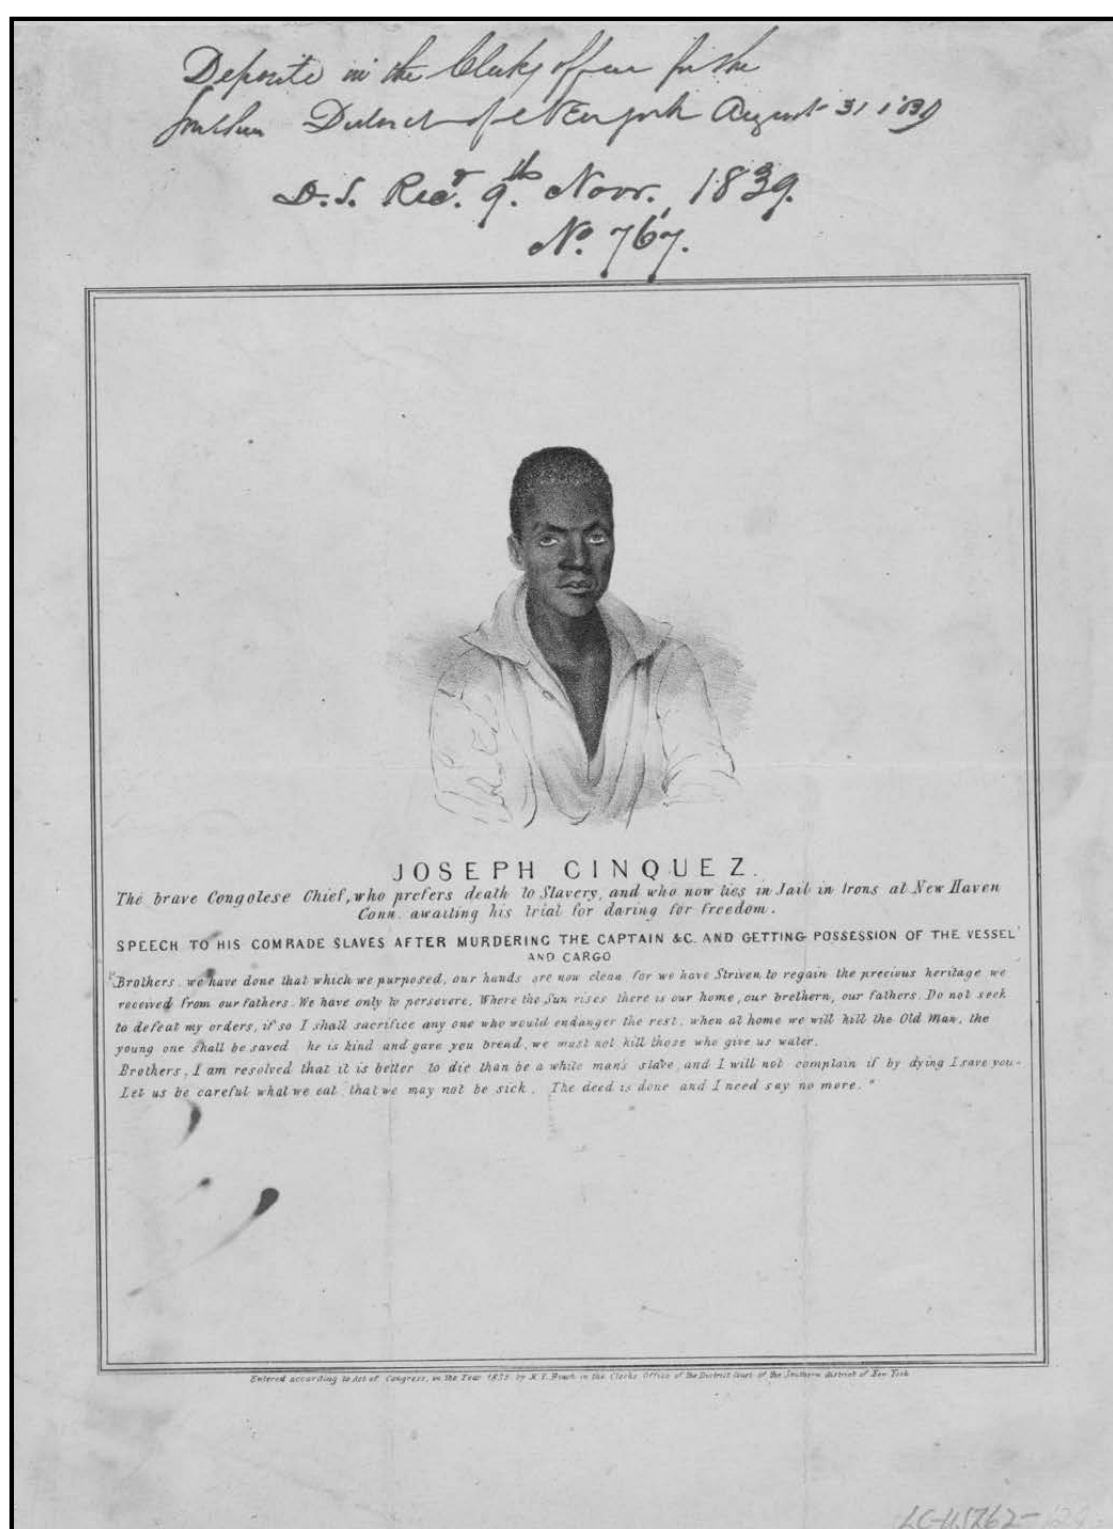 Deposite in the Clerks office for the
Southern District of New York August 31 1839
D.S. Recd. 9th. Novr. 1839.
No. 767.
JOSEPH CINQUEZ.
The brave Congolese Chief, who prefers death to Slavery, and who now lies in Jail in Irons at New Haven
Conn. awaiting his trial for daring for freedom.
SPEECH TO HIS COMRADE SLAVES AFTER MURDERING THE CAPTAIN &C. AND GETTING POSSESSION OF THE VESSEL
AND CARGO
"Brothers we have done that which we purposed, our hands are now clean for we have Striven to regain the precious heritage we
received from our fathers. We have only to persevere. Where the Sun rises there is our home, our brethern, our fathers. Do not seek
to defeat my orders, if so I shall sacrifice any one who would endanger the rest, when at home we will kill the Old Man, the
young one shall be saved he is kind and gave you bread, we must not kill those who give us water.
Brothers, I am resolved that it is better to die than be a white man's slave, and I will not complain if by dying I save you-
Let us be careful what we eat that we may not be sick. The deed is done and I need say no more."
Entered according to Act of Congress, in the Year 1839 by in the Clerks Office of the District Court of the Southern district of New York
LC-USZ62-